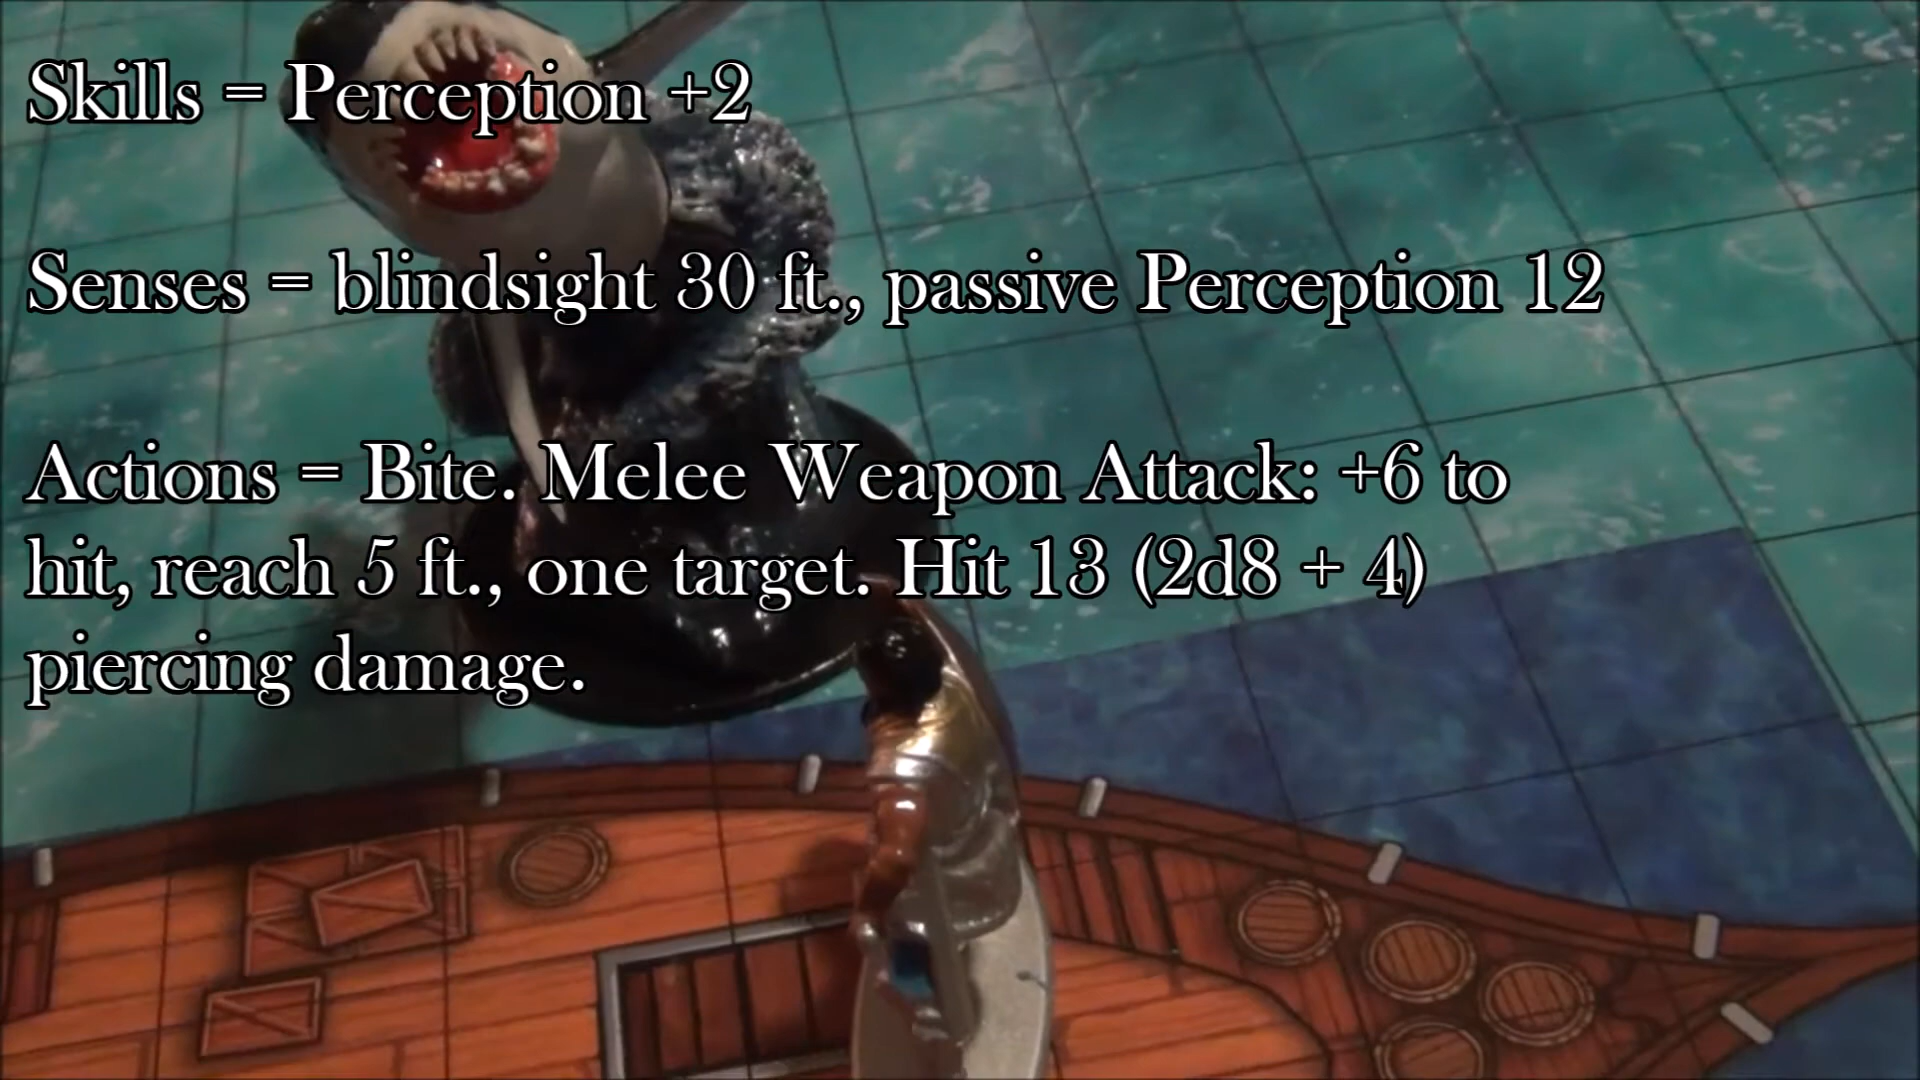 Skills = Perception +2
Senses = blindsight 30 ft., passive Perception 12
Actions = Bite. Melee Weapon Attack: +6 to
hit, reach 5 ft., one target. Hit 13 (2d8 + 4)
piercing damage.